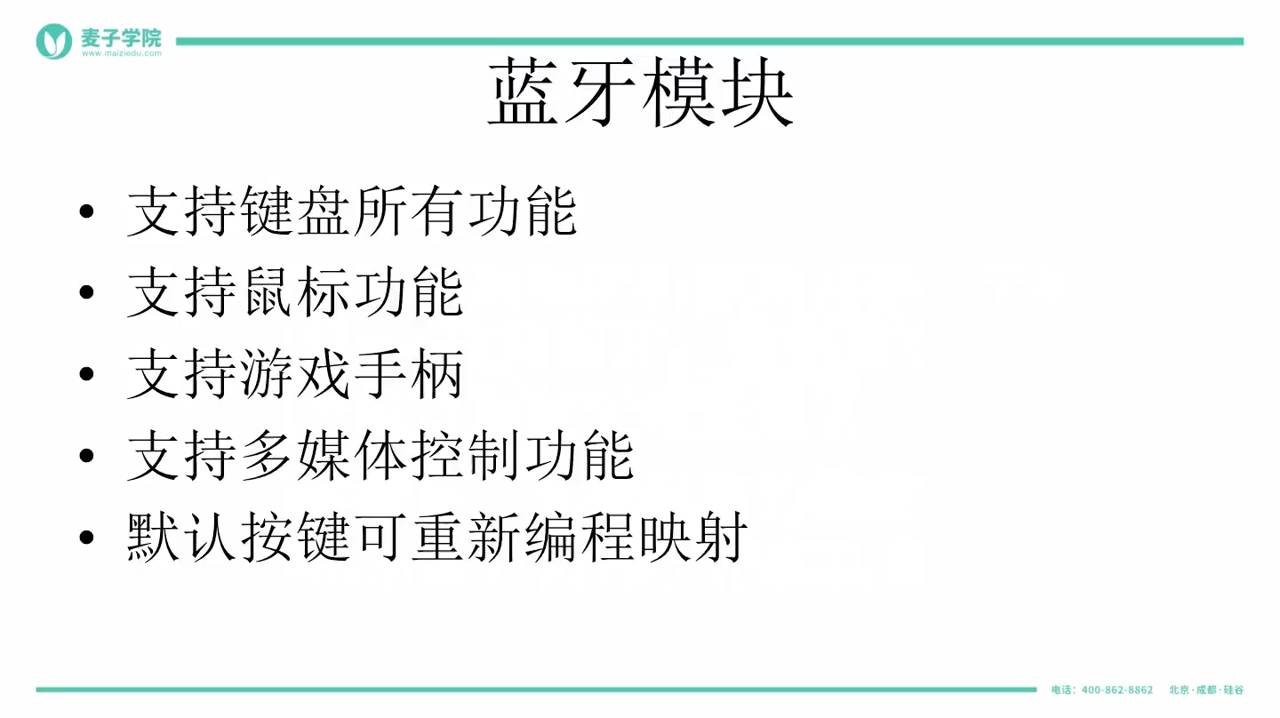 麦子学院
www.maiziedu.com
蓝牙模块
• 支持键盘所有功能
• 支持鼠标功能
• 支持游戏手柄
• 支持多媒体控制功能
• 默认按键可重新编程映射
电话：400-862-8862 北京·成都·硅谷